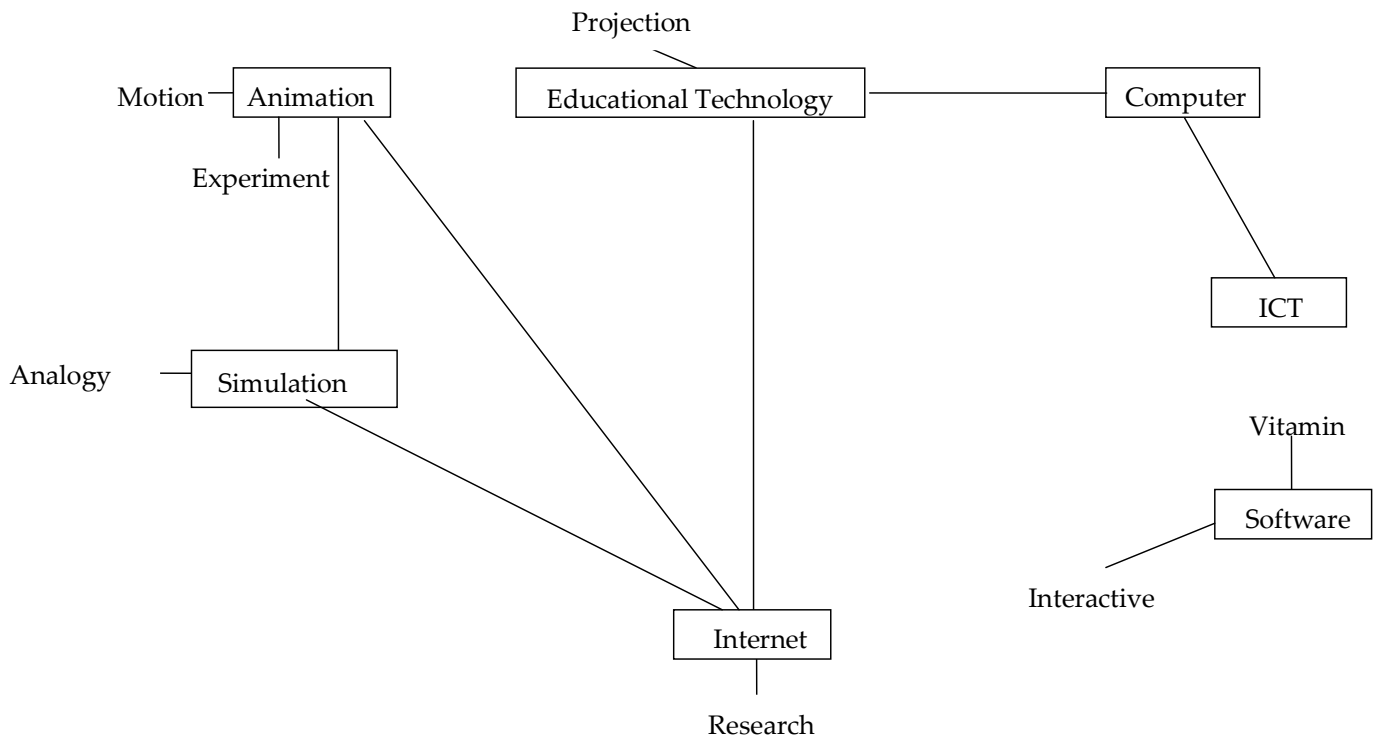 Projection
Motion
Animation
Educational Technology
Computer
Experiment
ICT
Analogy
Simulation
Vitamin
Software
Interactive
Internet
Research